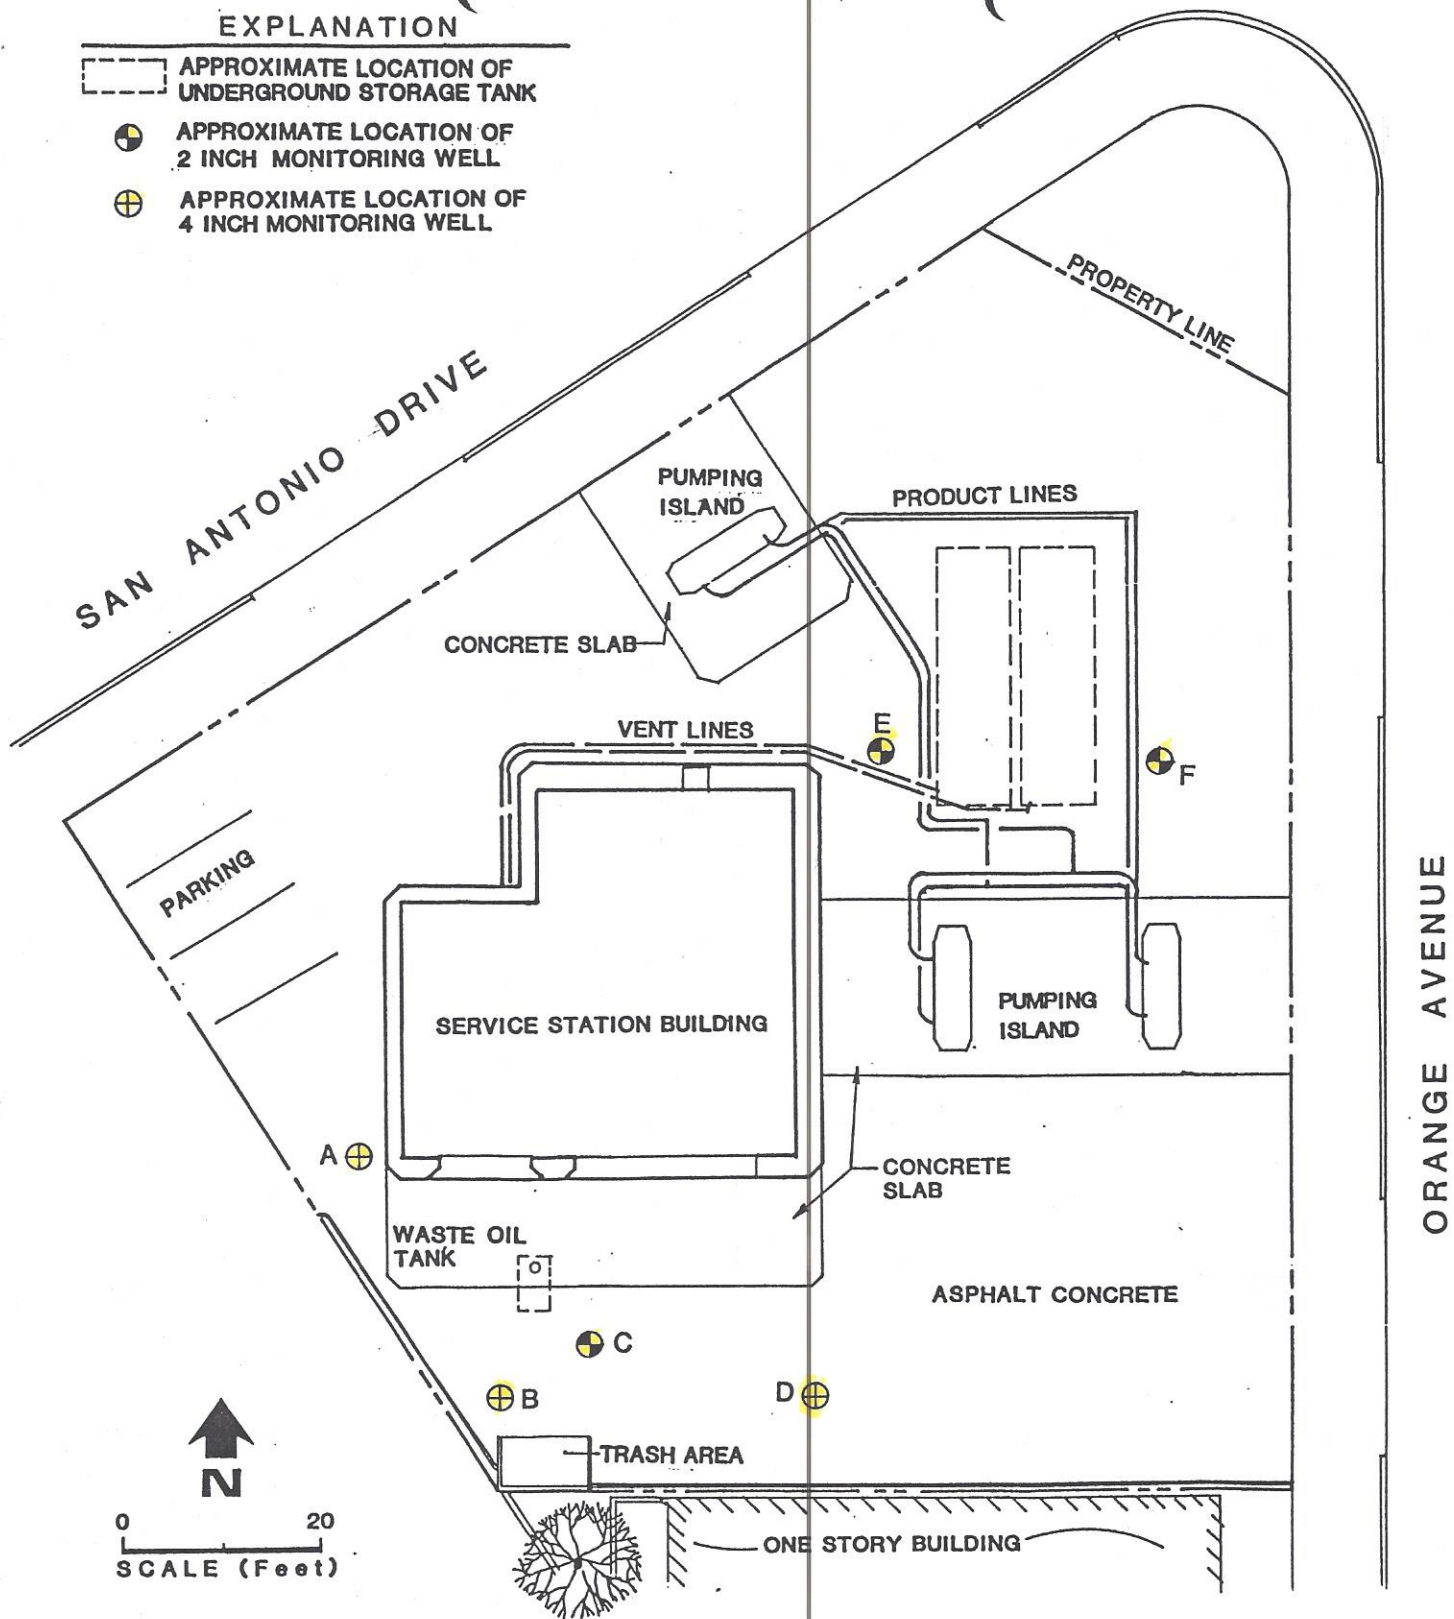 EXPLANATION
APPROXIMATE LOCATION OF
UNDERGROUND STORAGE TANK
APPROXIMATE LOCATION OF
2 INCH MONITORING WELL
APPROXIMATE LOCATION OF
4 INCH MONITORING WELL
SAN ANTONIO DRIVE
PROPERTY LINE
PUMPING
ISLAND
PRODUCT LINES
CONCRETE SLAB
VENT LINES
E
F
PARKING
SERVICE STATION BUILDING
PUMPING
ISLAND
ORANGE AVENUE
A
CONCRETE
SLAB
WASTE OIL
TANK
ASPHALT CONCRETE
C
B
D
TRASH AREA
N
0 20
SCALE (Feet)
ONE STORY BUILDING